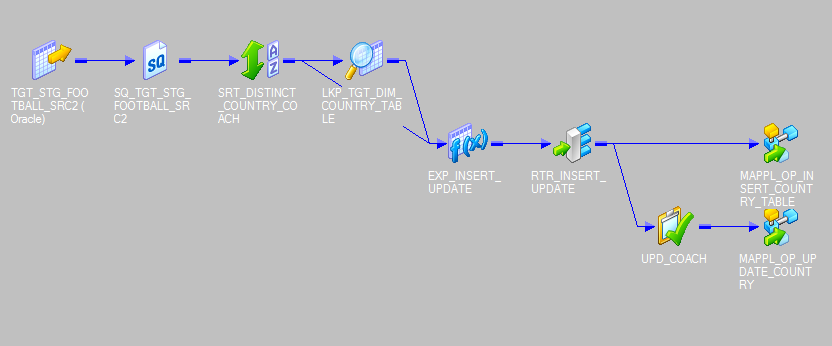 TGT_STG_FOO
TBALL_SRC2 (
Oracle)
SQ_TGT_STG_
FOOTBALL_SR
C2
SRT_DISTINCT
_COUNTRY_CO
ACH
LKP_TGT_DIM_
COUNTRY_TAB
LE
EXP_INSERT_
UPDATE
RTR_INSERT_
UPDATE
MAPPL_OP_IN
SERT_COUNT
RY_TABLE
UPD_COACH
MAPPL_OP_UP
DATE_COUNT
RY
SQ
A
Z
f(x)